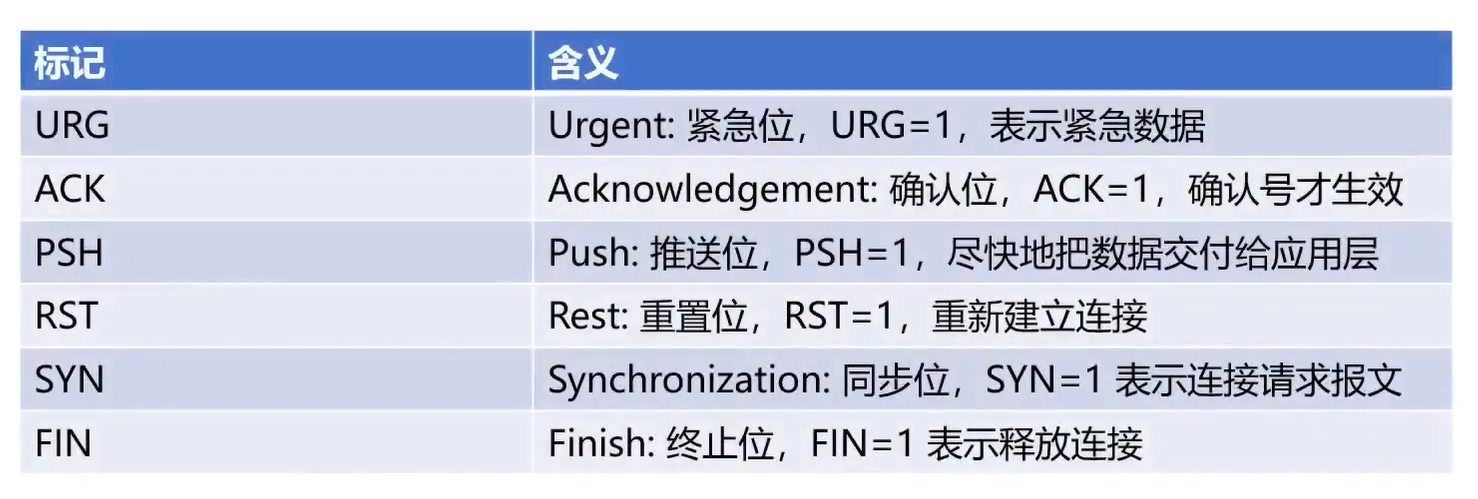 标记 含义
URG Urgent: 紧急位，URG=1，表示紧急数据
ACK Acknowledgement: 确认位，ACK=1，确认号才生效
PSH Push: 推送位，PSH=1，尽快地把数据交付给应用层
RST Rest: 重置位，RST=1，重新建立连接
SYN Synchronization: 同步位，SYN=1 表示连接请求报文
FIN Finish: 终止位，FIN=1 表示释放连接